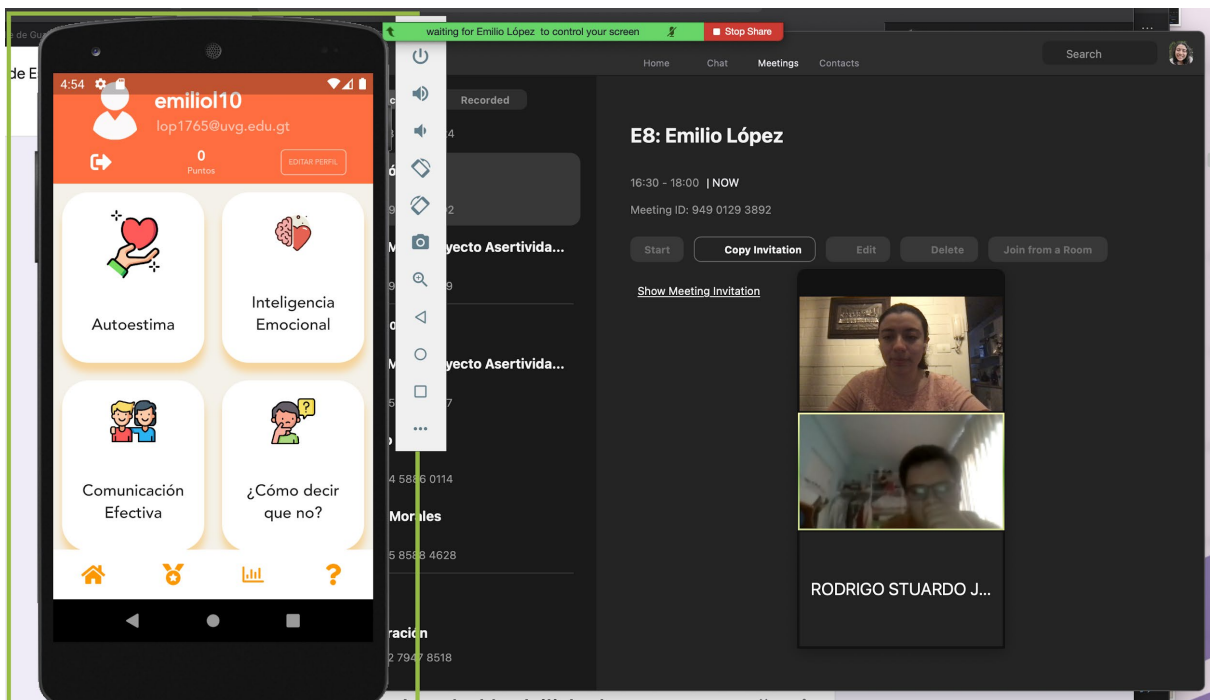 waiting for Emilio López to control your screen
Stop Share
4:54
emiliol10
lop1765@uvg.edu.gt
0
Puntos
EDITAR PERFIL
Autoestima
Inteligencia
Emocional
Comunicación
Efectiva
¿Cómo decir
que no?
Recorded
yecto Asertivida...
yecto Asertivida...
4 5886 0114
Morales
5 8588 4628
ración
2 7947 8518
Home
Chat
Meetings
Contacts
Search
E8: Emilio López
16:30 - 18:00 | NOW
Meeting ID: 949 0129 3892
Start
Copy Invitation
Edit
Delete
Join from a Room
Show Meeting Invitation
RODRIGO STUARDO J...